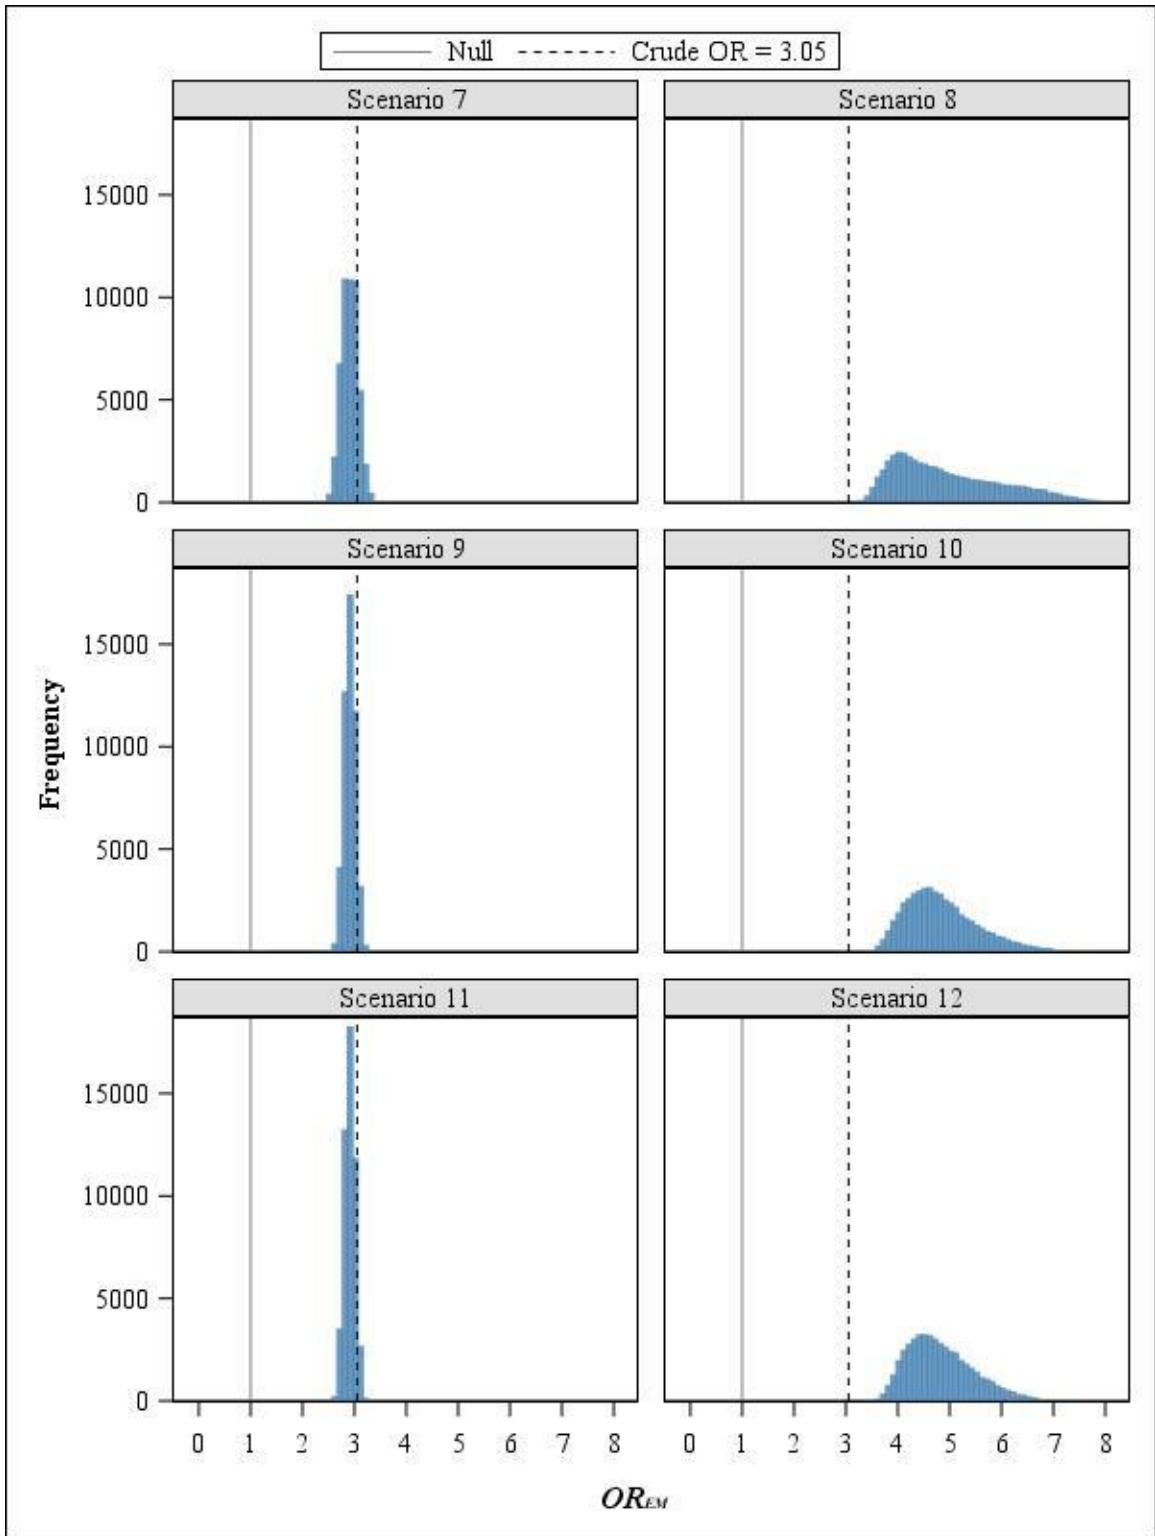 Null Crude OR = 3.05
Scenario 7 Scenario 8
15000
10000
5000
0
Scenario 9 Scenario 10
15000
10000
5000
0
Frequency
Scenario 11 Scenario 12
15000
10000
5000
0
0 1 2 3 4 5 6 7 8 0 1 2 3 4 5 6 7 8
OR_EM